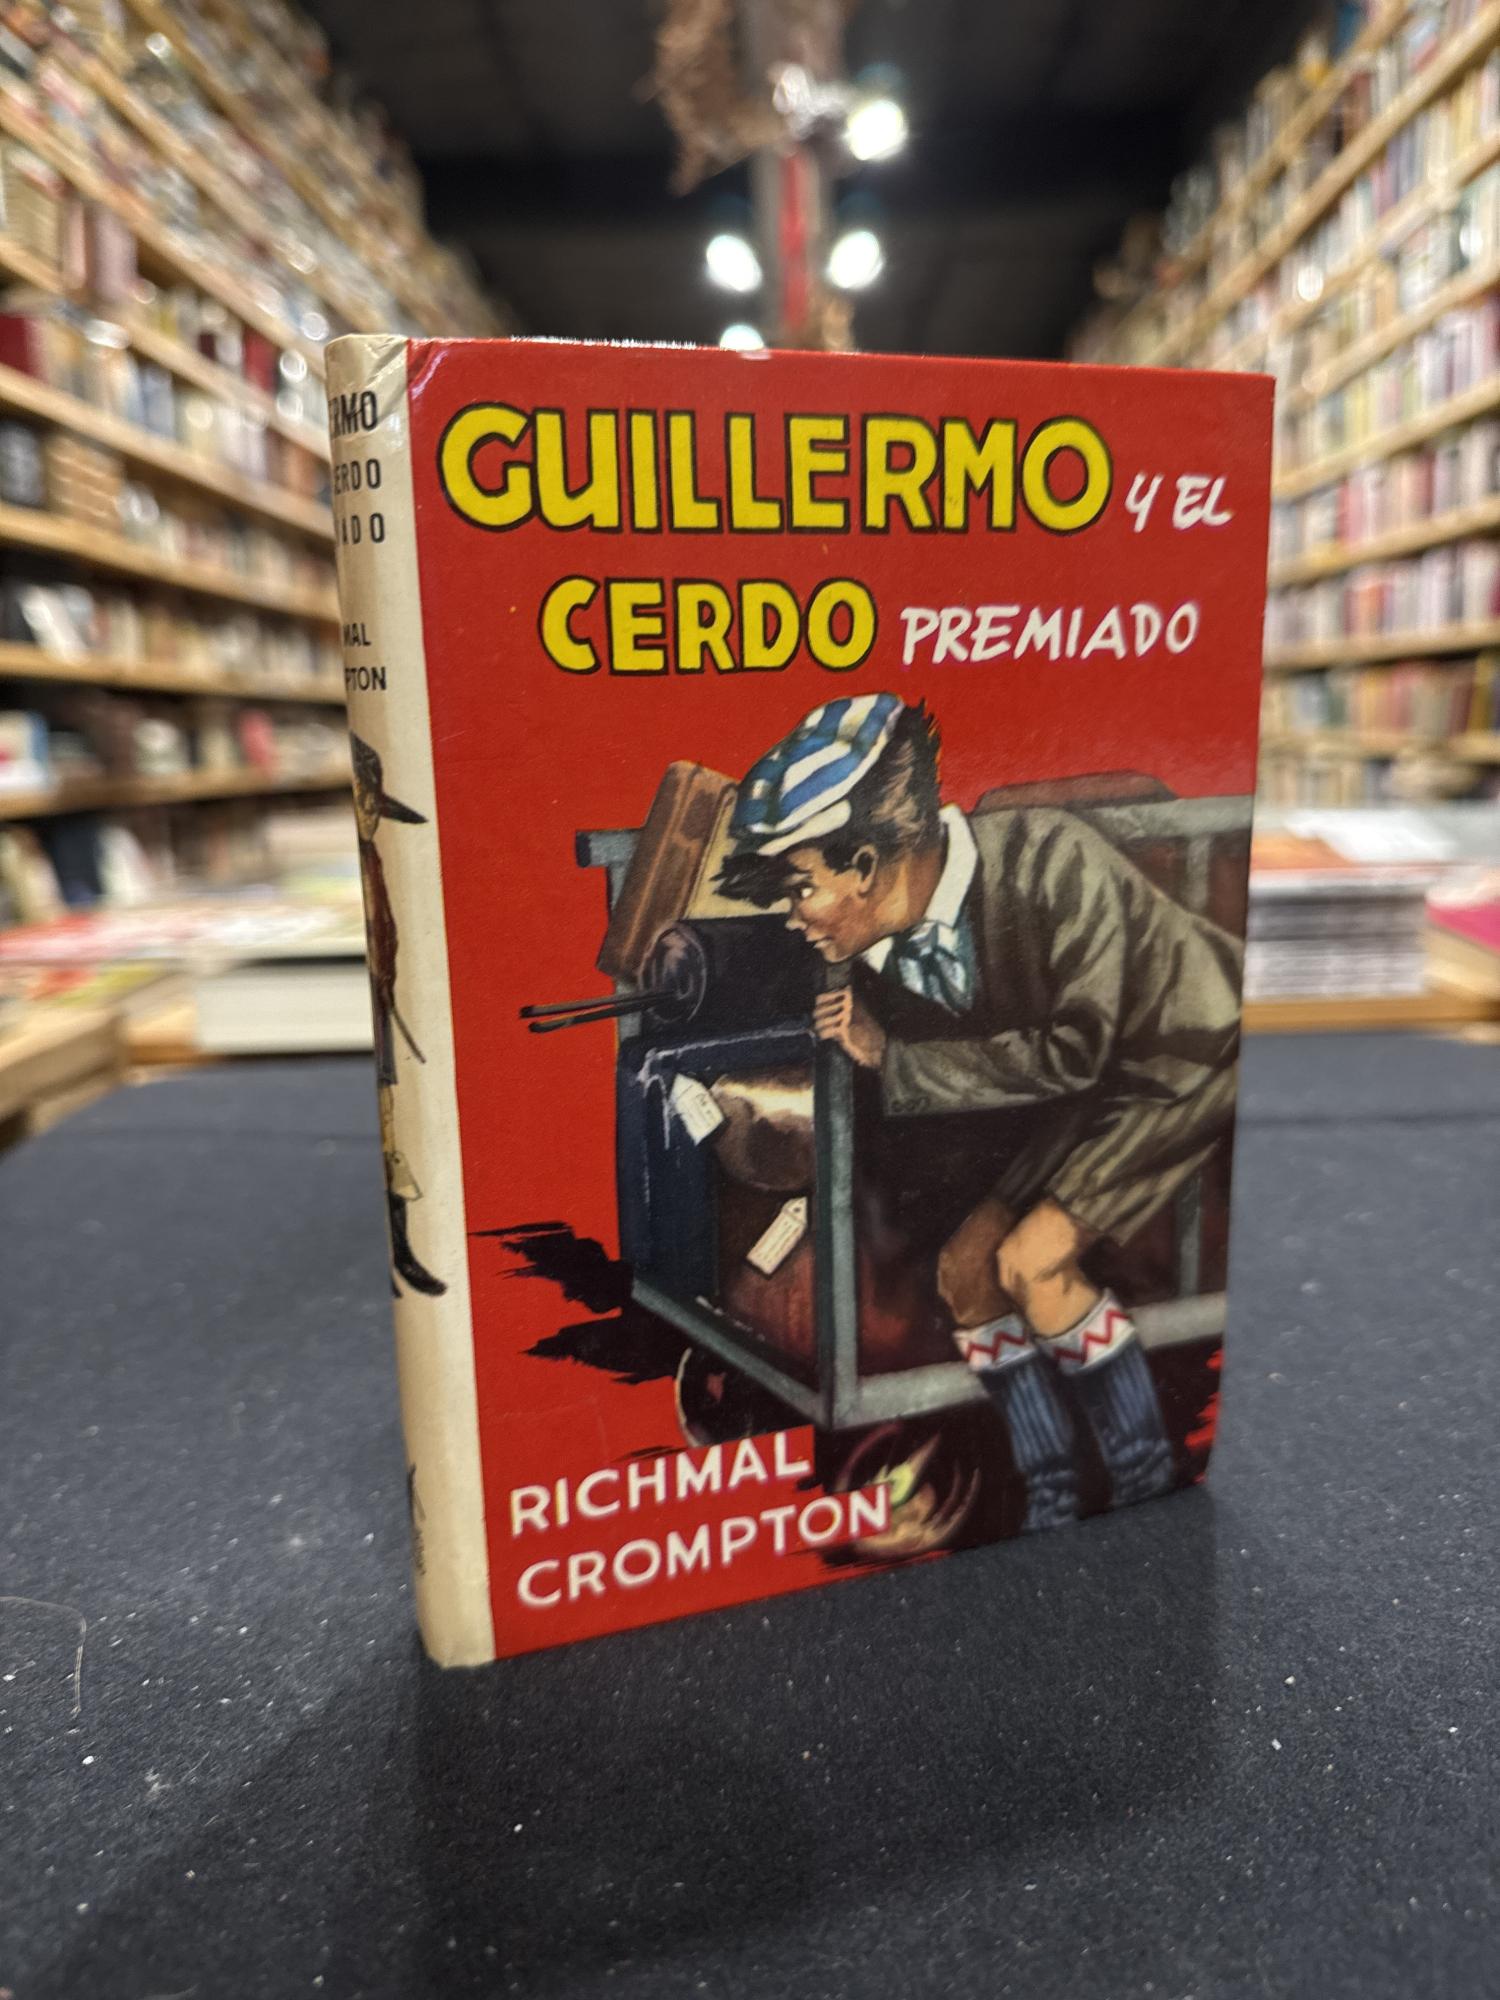 GUILLERMO Y EL
CERDO PREMIADO
RICHMAL
CROMPTON